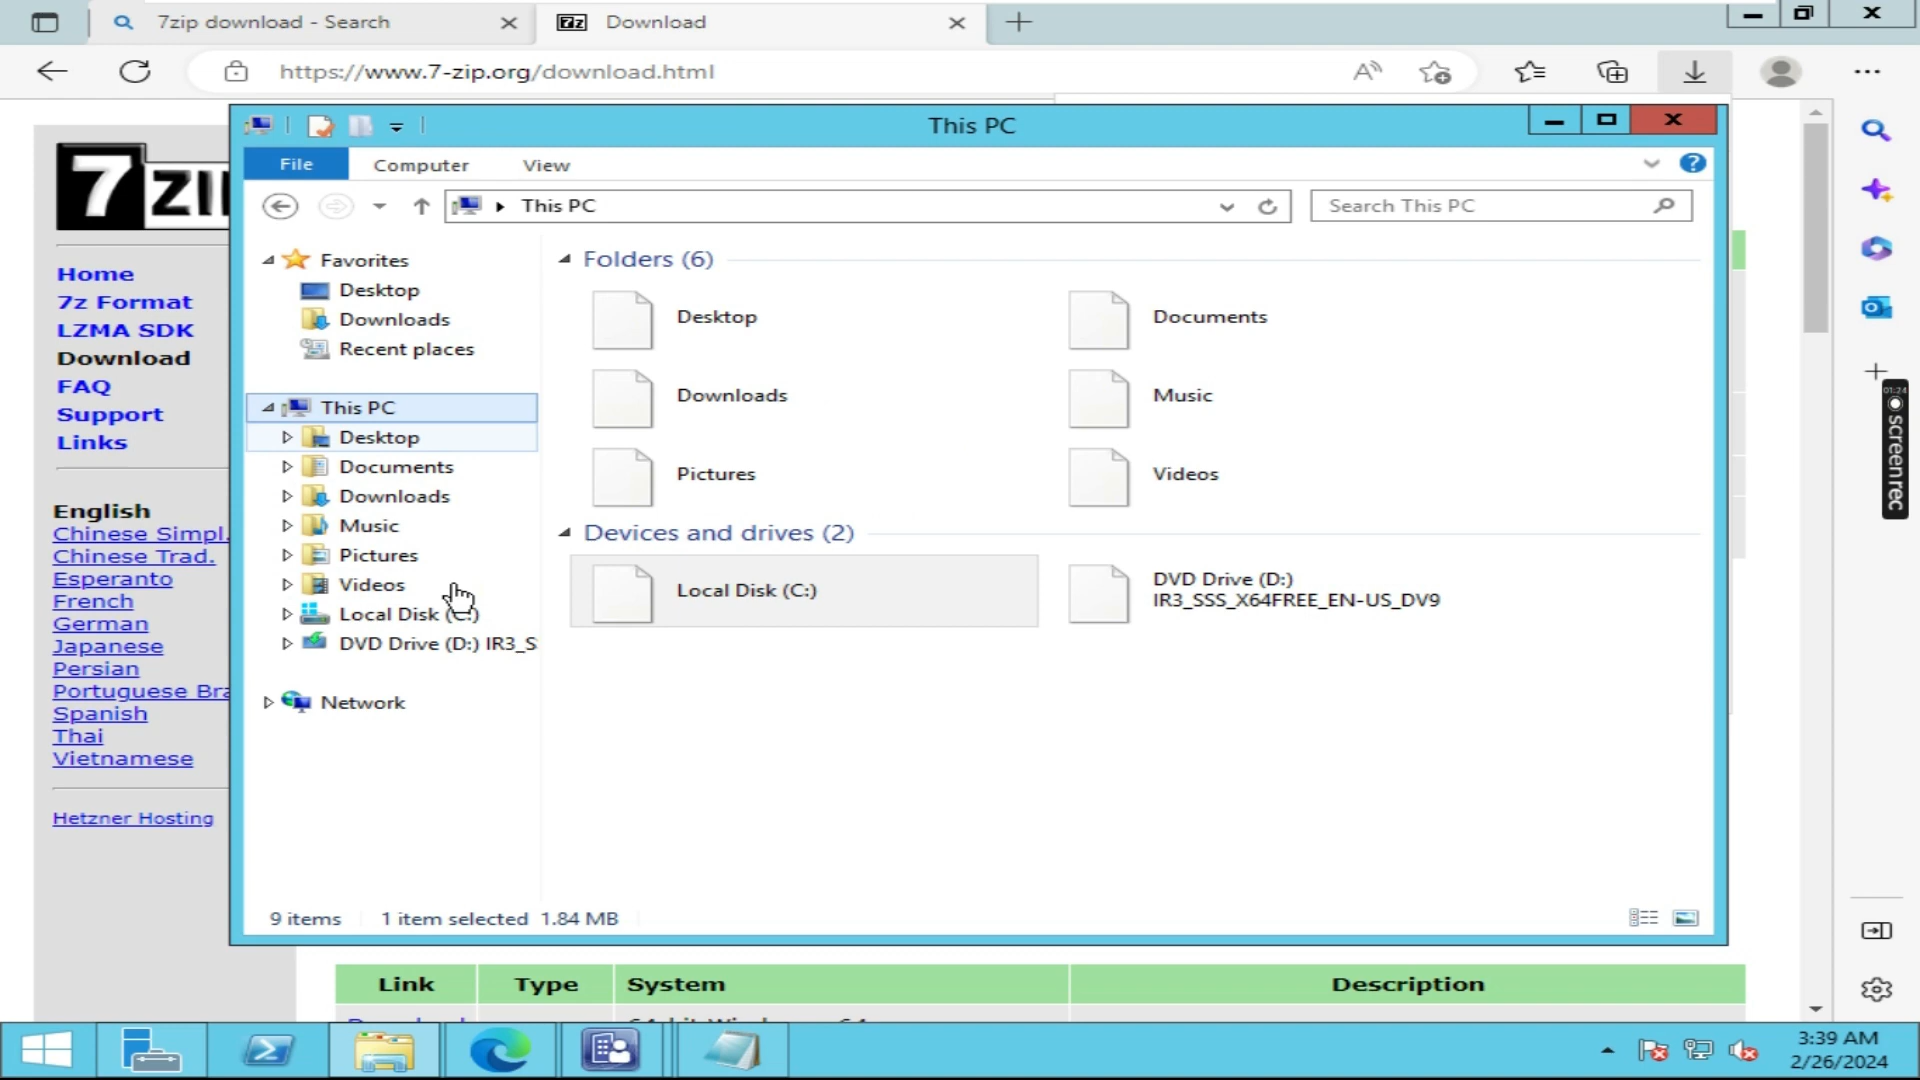 7zip download - Search
7z Download
https://www.7-zip.org/download.html
This PC
File Computer View
This PC
Search This PC
7ZIP
Home
7z Format
LZMA SDK
Download
FAQ
Support
Links
English
Chinese Simpl.
Chinese Trad.
Esperanto
French
German
Japanese
Persian
Portuguese Bra
Spanish
Thai
Vietnamese
Hetzner Hosting
Favorites
Desktop
Downloads
Recent places
This PC
Desktop
Documents
Downloads
Music
Pictures
Videos
Local Disk (C:)
DVD Drive (D:) IR3_S
Network
Folders (6)
Desktop
Documents
Downloads
Music
Pictures
Videos
Devices and drives (2)
Local Disk (C:)
DVD Drive (D:)
IR3_SSS_X64FREE_EN-US_DV9
9 items 1 item selected 1.84 MB
Link Type System Description
01:24
screenrec
3:39 AM
2/26/2024